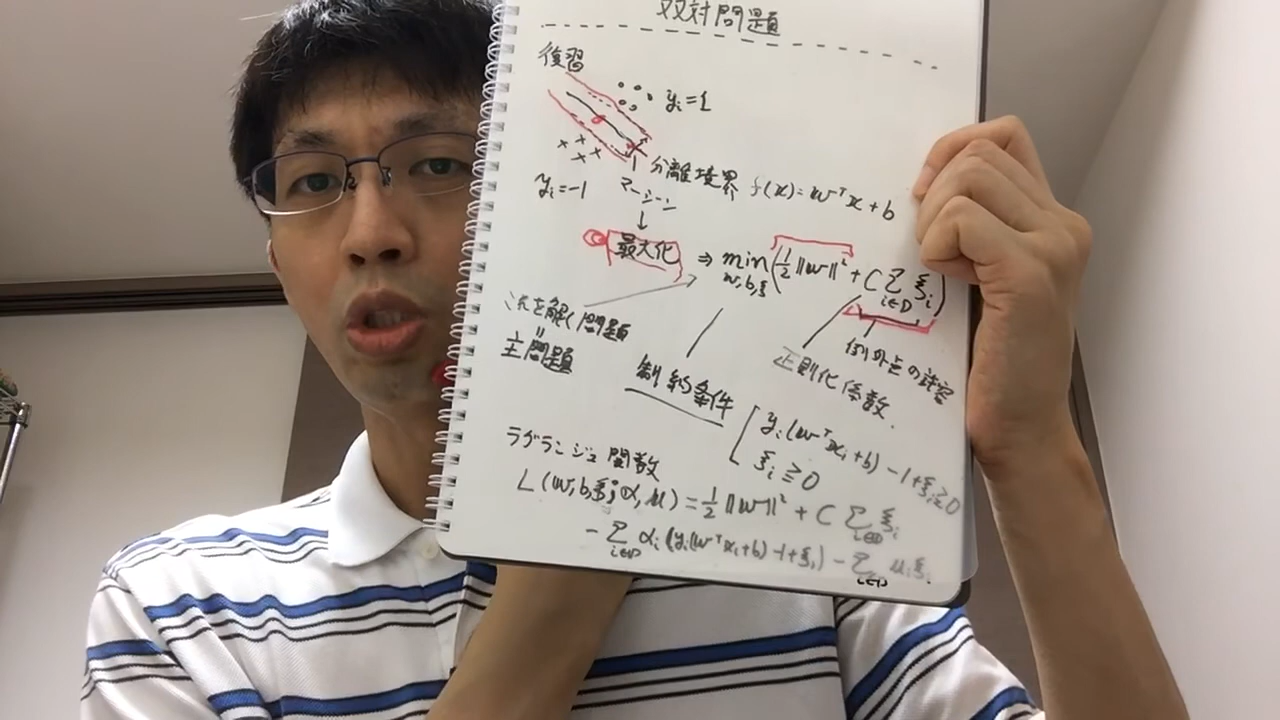 双対問題
復習
y_i=1
分離境界 f(x)=w^T x+b
y_i=-1
マージン
↓
最大化 ⇒ min_{w,b,ξ} (1/2 ||w||^2 + C Σ_{i∈D} ξ_i)
これを解く問題
=
主問題
例外点の許容
正則化係数.
制約条件
y_i(w^T x_i+b)-1+ξ_i≥0
ξ_i≥0
ラグランジュ関数
L(w,b,ξ;α,μ)=1/2 ||w||^2 + C Σ_{i∈D} ξ_i
- Σ_{i∈D} α_i (y_i(w^T x_i+b)-1+ξ_i) - Σ_{i∈D} μ_i ξ_i